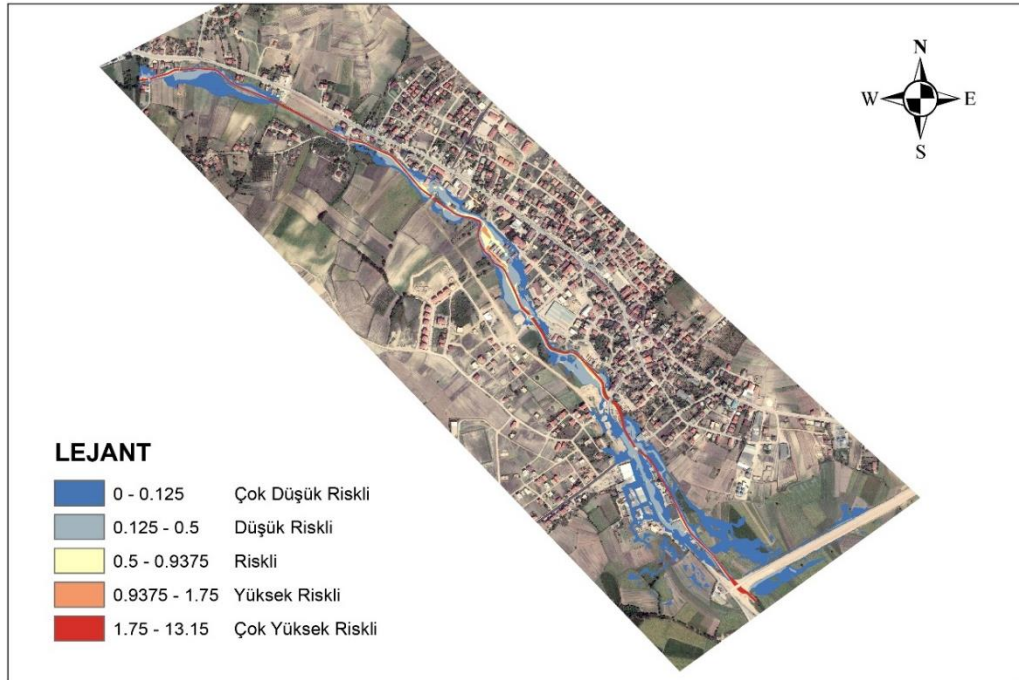 N
W E
S
LEJANT
0 - 0.125 Çok Düşük Riskli
0.125 - 0.5 Düşük Riskli
0.5 - 0.9375 Riskli
0.9375 - 1.75 Yüksek Riskli
1.75 - 13.15 Çok Yüksek Riskli